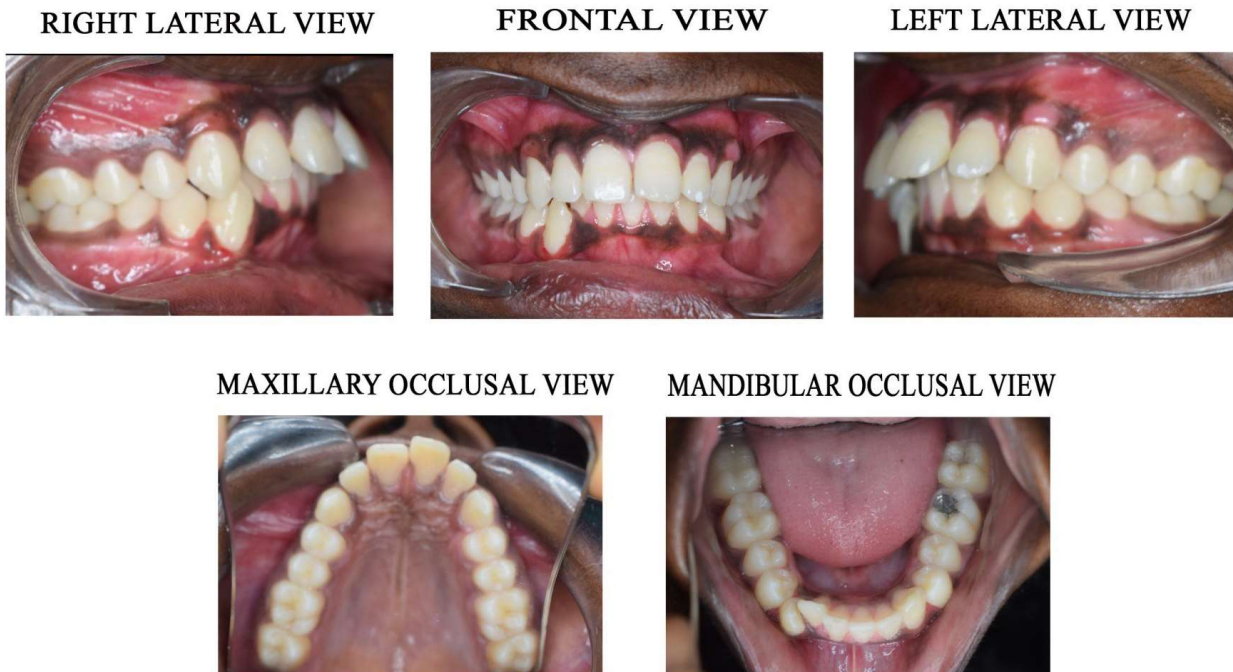 RIGHT LATERAL VIEW
FRONTAL VIEW
LEFT LATERAL VIEW
MAXILLARY OCCLUSAL VIEW
MANDIBULAR OCCLUSAL VIEW